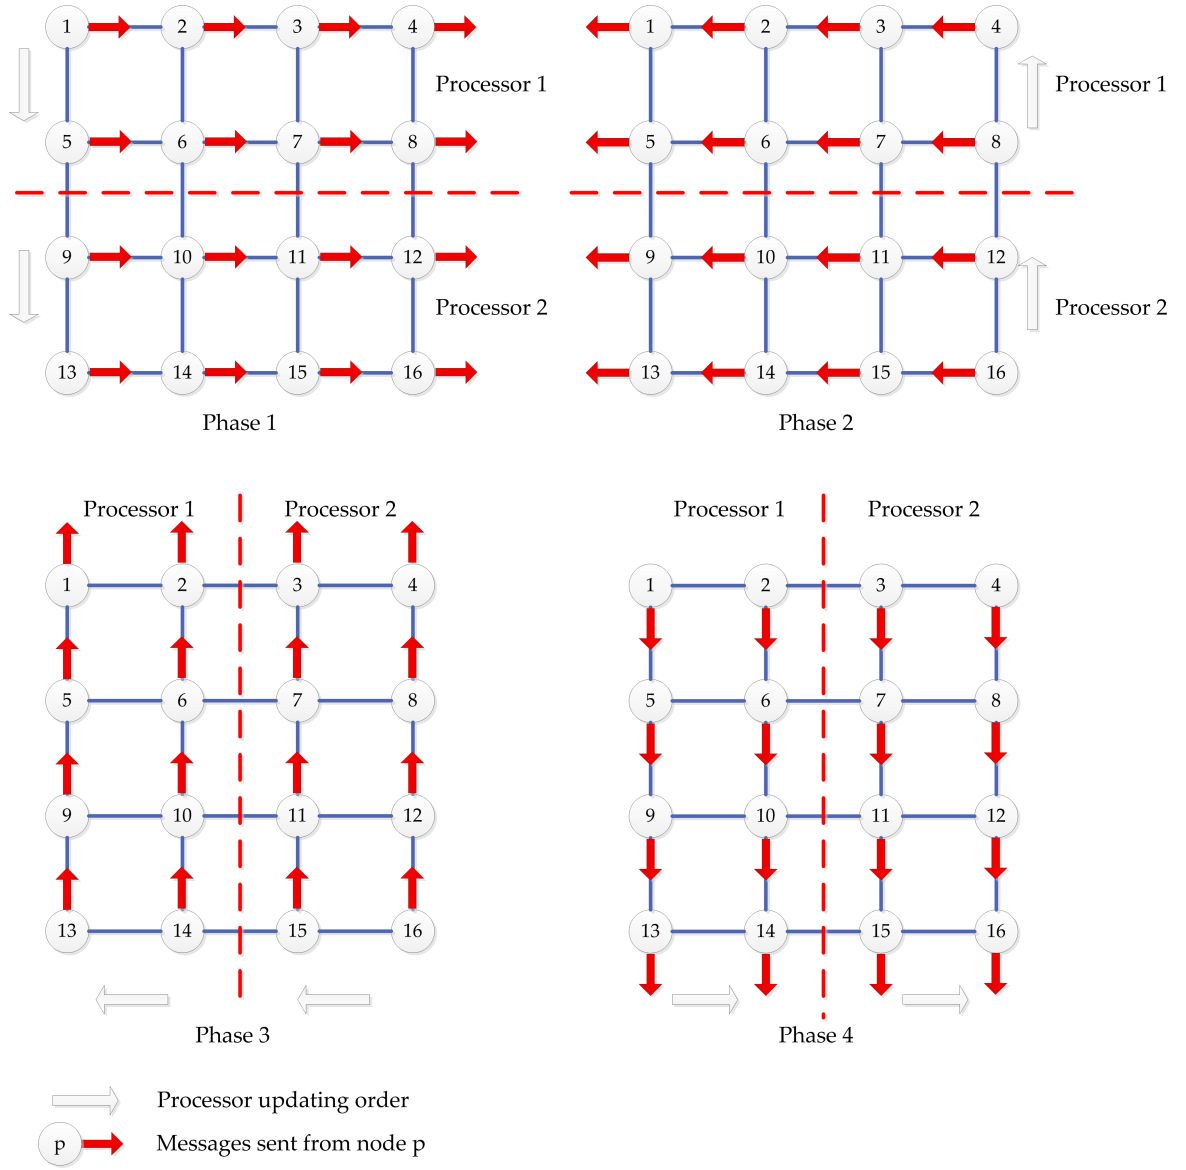 1 2 3 4
Processor 1
5 6 7 8
9 10 11 12
Processor 2
13 14 15 16
Phase 1
1 2 3 4
Processor 1
5 6 7 8
9 10 11 12
Processor 2
13 14 15 16
Phase 2
Processor 1 Processor 2
1 2 3 4
5 6 7 8
9 10 11 12
13 14 15 16
Phase 3
Processor 1 Processor 2
1 2 3 4
5 6 7 8
9 10 11 12
13 14 15 16
Phase 4
Processor updating order
p Messages sent from node p